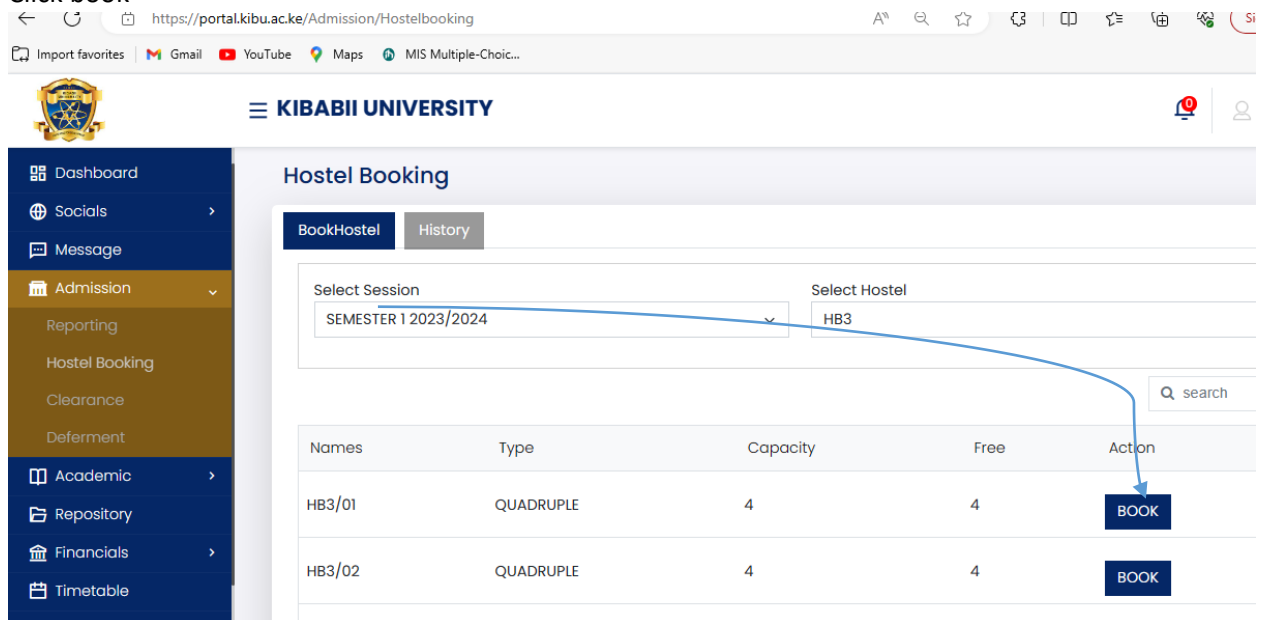 Click book
https://portal.kibu.ac.ke/Admission/Hostelbooking
Import favorites Gmail YouTube Maps MIS Multiple-Choic...
KIBABII UNIVERSITY
0
Dashboard
Socials
Message
Admission
Reporting
Hostel Booking
Clearance
Deferment
Academic
Repository
Financials
Timetable
Hostel Booking
BookHostel History
Select Session Select Hostel
SEMESTER 1 2023/2024 HB3
search
Names Type Capacity Free Action
HB3/01 QUADRUPLE 4 4 BOOK
HB3/02 QUADRUPLE 4 4 BOOK